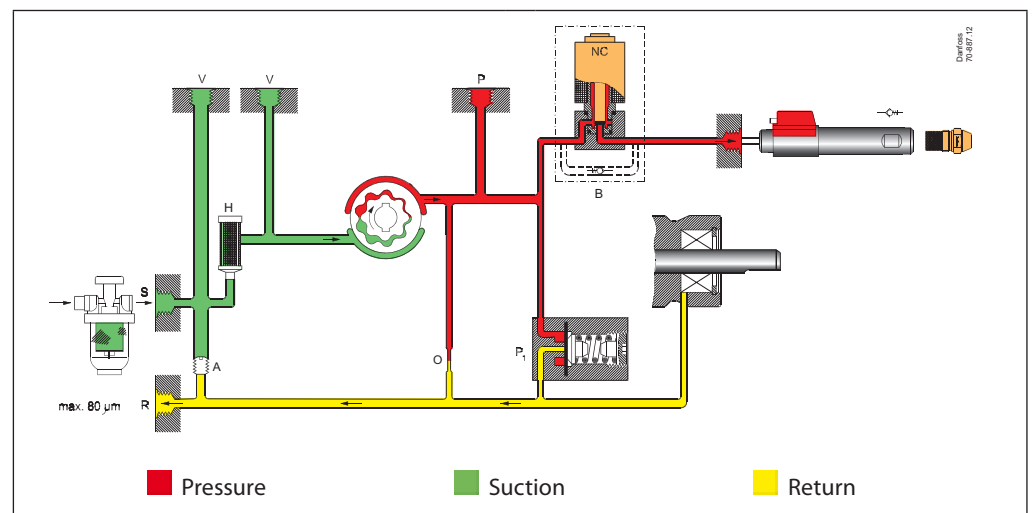 NC
Danfoss
70-887.12
V V P
H
B
S
P1
O
A
max. 80 µm R
Pressure Suction Return